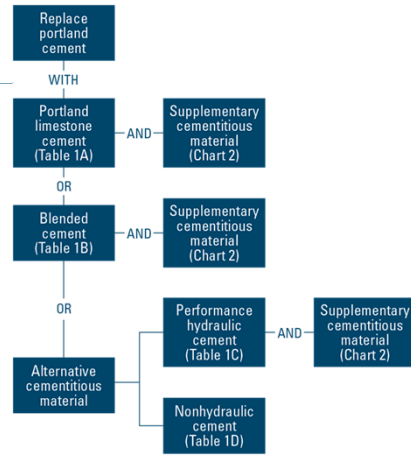 Replace
portland
cement
WITH
Portland
limestone
cement
(Table 1A)
AND
Supplementary
cementitious
material
(Chart 2)
OR
Blended
cement
(Table 1B)
AND
Supplementary
cementitious
material
(Chart 2)
OR
Alternative
cementitious
material
Performance
hydraulic
cement
(Table 1C)
AND
Supplementary
cementitious
material
(Chart 2)
Nonhydraulic
cement
(Table 1D)